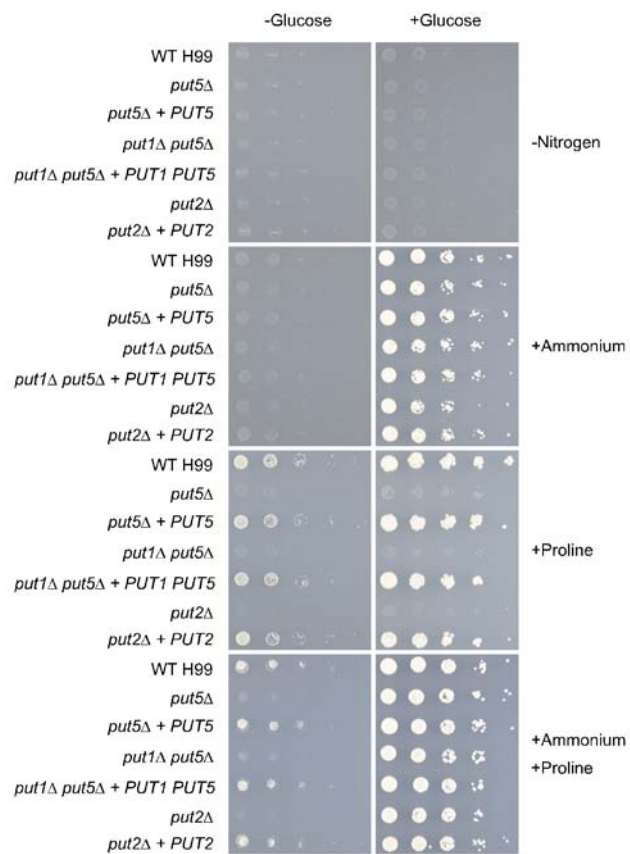 -Glucose +Glucose
WT H99
put5Δ
put5Δ + PUT5
put1Δ put5Δ
put1Δ put5Δ + PUT1 PUT5
put2Δ
put2Δ + PUT2
-Nitrogen
WT H99
put5Δ
put5Δ + PUT5
put1Δ put5Δ
put1Δ put5Δ + PUT1 PUT5
put2Δ
put2Δ + PUT2
+Ammonium
WT H99
put5Δ
put5Δ + PUT5
put1Δ put5Δ
put1Δ put5Δ + PUT1 PUT5
put2Δ
put2Δ + PUT2
+Proline
WT H99
put5Δ
put5Δ + PUT5
put1Δ put5Δ
put1Δ put5Δ + PUT1 PUT5
put2Δ
put2Δ + PUT2
+Ammonium
+Proline